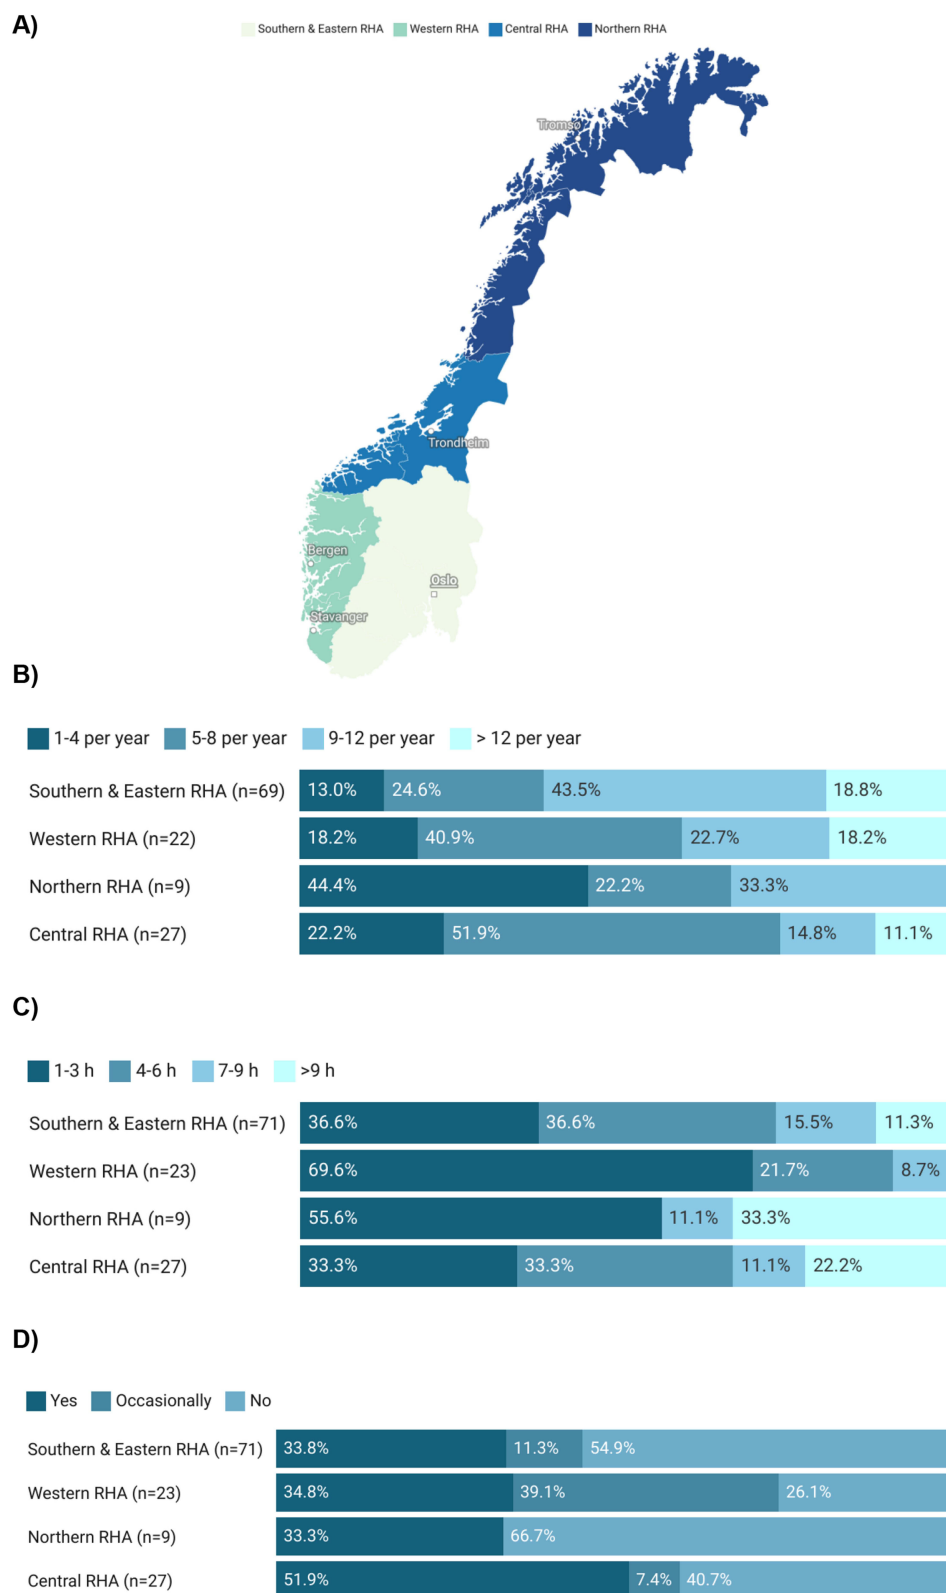 A)
Southern & Eastern RHA Western RHA Central RHA Northern RHA
Tromsø
Trondheim
Bergen
Oslo
Stavanger
B)
1-4 per year 5-8 per year 9-12 per year > 12 per year
Southern & Eastern RHA (n=69) 13.0% 24.6% 43.5% 18.8%
Western RHA (n=22) 18.2% 40.9% 22.7% 18.2%
Northern RHA (n=9) 44.4% 22.2% 33.3%
Central RHA (n=27) 22.2% 51.9% 14.8% 11.1%
C)
1-3 h 4-6 h 7-9 h >9 h
Southern & Eastern RHA (n=71) 36.6% 36.6% 15.5% 11.3%
Western RHA (n=23) 69.6% 21.7% 8.7%
Northern RHA (n=9) 55.6% 11.1% 33.3%
Central RHA (n=27) 33.3% 33.3% 11.1% 22.2%
D)
Yes Occasionally No
Southern & Eastern RHA (n=71) 33.8% 11.3% 54.9%
Western RHA (n=23) 34.8% 39.1% 26.1%
Northern RHA (n=9) 33.3% 66.7%
Central RHA (n=27) 51.9% 7.4% 40.7%